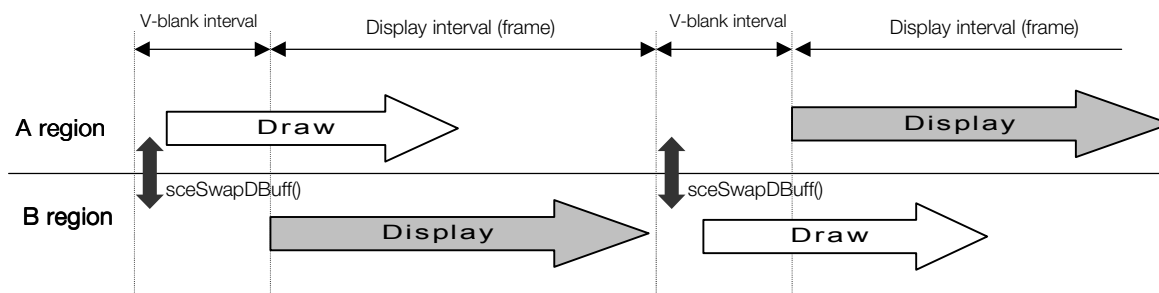 V-blank interval
Display interval (frame)
V-blank interval
Display interval (frame)
A region
Draw
Display
sceSwapDBuff()
sceSwapDBuff()
B region
Display
Draw